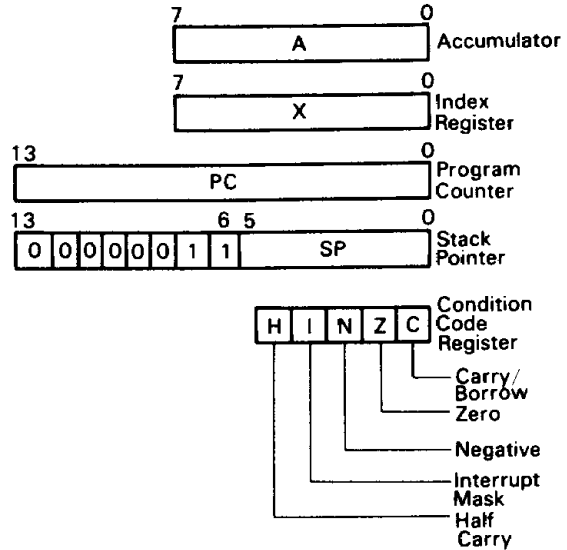 7 0
A Accumulator
7 0
X Index
Register
13 0
PC Program
Counter
13 6 5 0
0 0 0 0 0 0 1 1 SP Stack
Pointer
Condition
H I N Z C Code
Register
Carry/
Borrow
Zero
Negative
Interrupt
Mask
Half
Carry